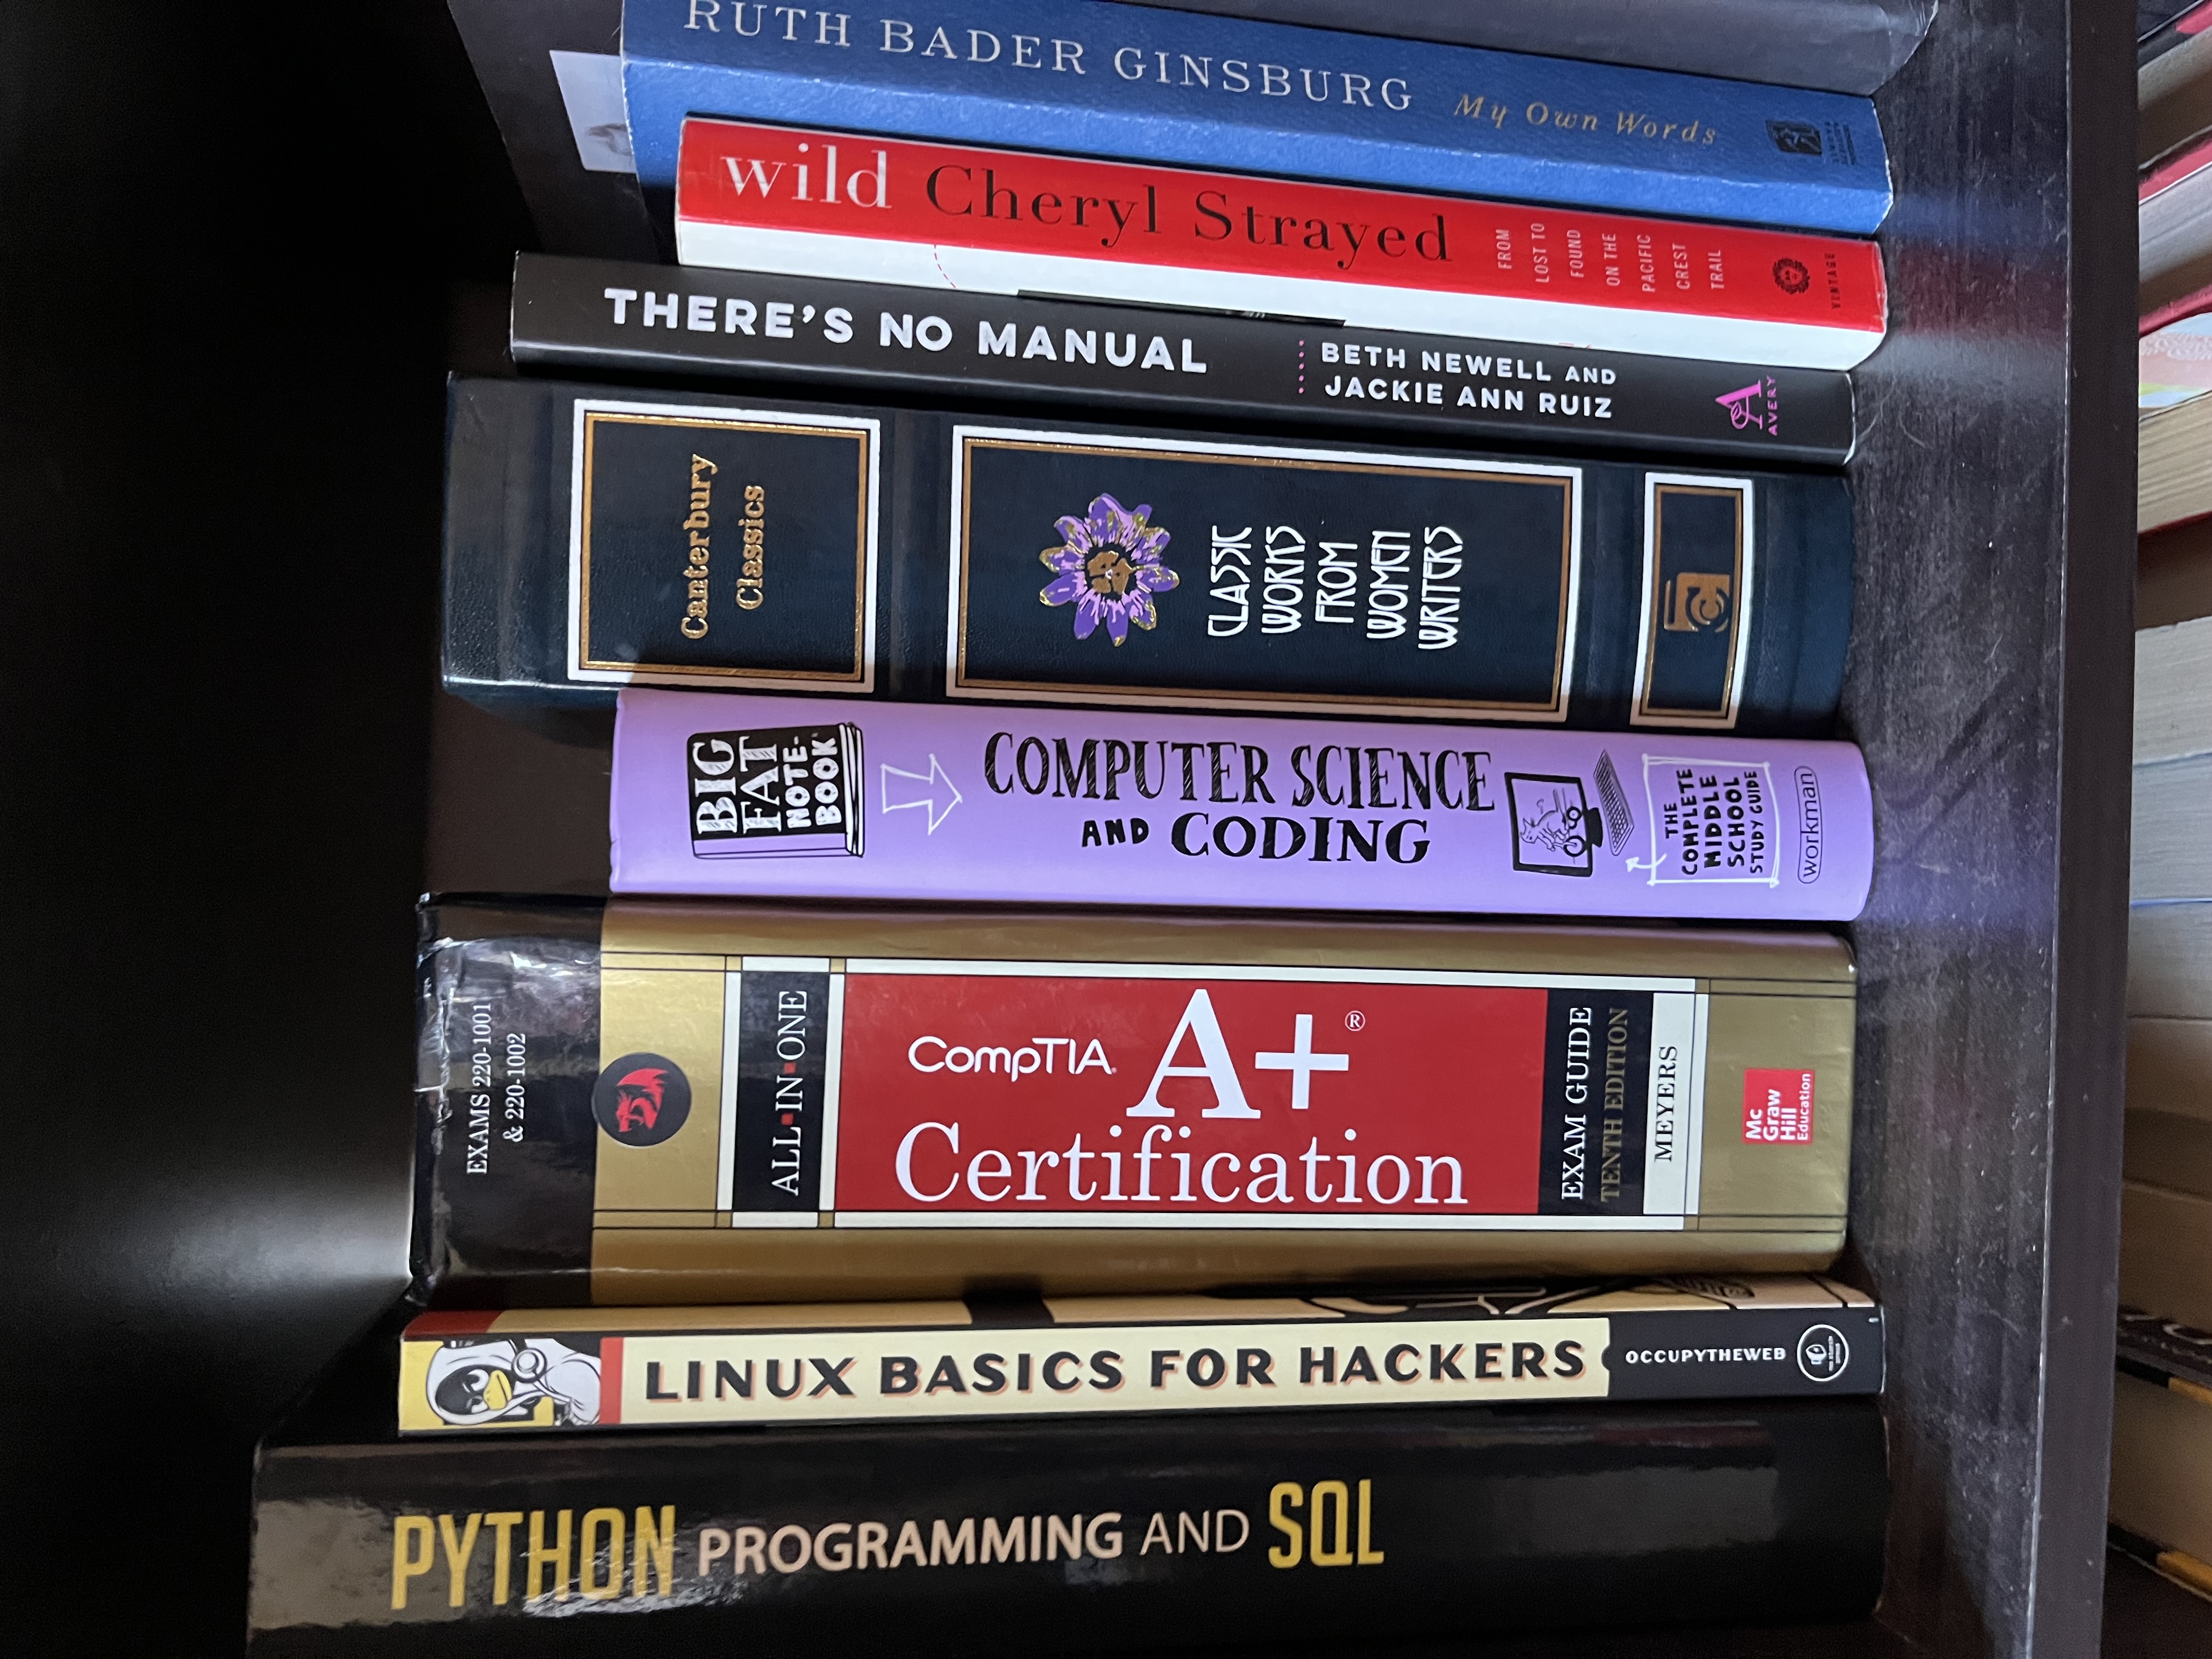 PYTHON PROGRAMMING AND SQL
LINUX BASICS FOR HACKERS
OCCUPYTHEWEB
EXAMS 220-1001
& 220-1002
ALL-IN-ONE
CompTIA
A+®
Certification
EXAM GUIDE
TENTH EDITION
MEYERS
Mc
Graw
Hill
Education
BIG
FAT
NOTE-
BOOK
COMPUTER SCIENCE
AND CODING
THE
COMPLETE
MIDDLE
SCHOOL
STUDY GUIDE
workman
Canterbury
Classics
CLASSIC
WORKS
FROM
WOMEN
WRITERS
THERE'S NO MANUAL
BETH NEWELL AND
JACKIE ANN RUIZ
A
AVERY
Wild Cheryl Strayed
FROM
LOST TO
FOUND
ON THE
PACIFIC
CREST
TRAIL
VINTAGE
RUTH BADER GINSBURG My Own Words